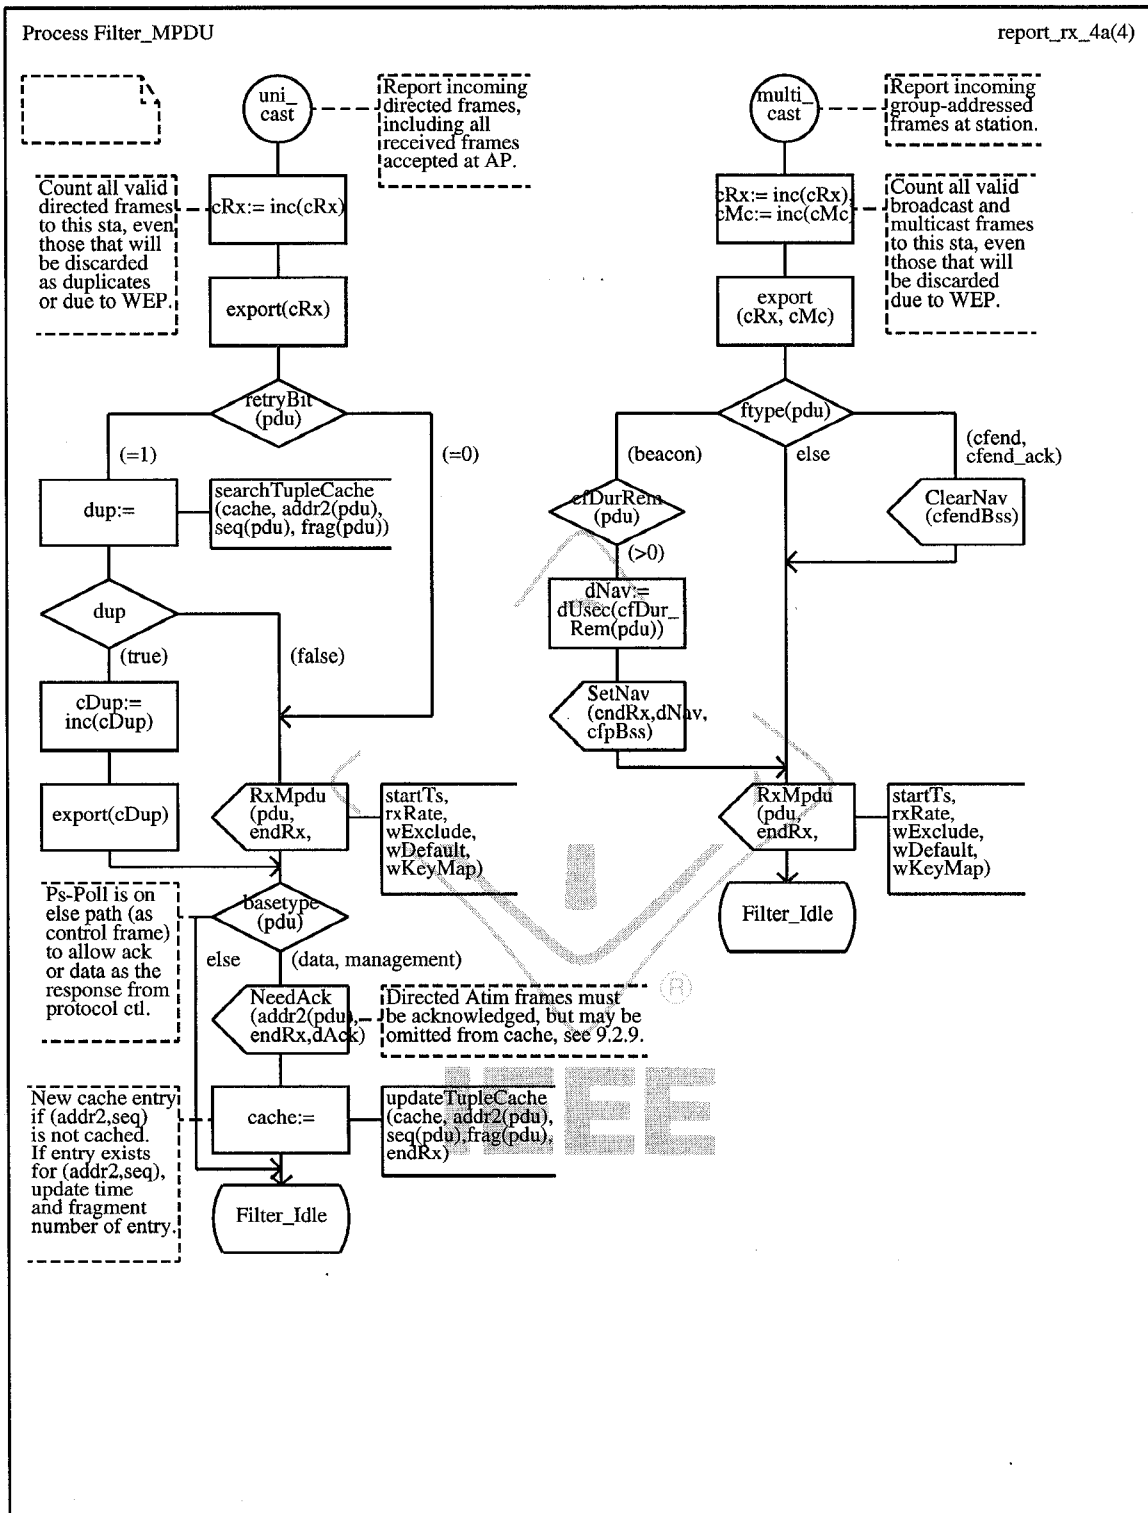 Process Filter_MPDU
report_rx_4a(4)
uni_
cast
Report incoming
directed frames,
including all
received frames
accepted at AP.
Count all valid
directed frames
to this sta, even
those that will
be discarded
as duplicates
or due to WEP.
cRx:= inc(cRx)
export(cRx)
retryBit
(pdu)
(=1)
(=0)
dup:=
searchTupleCache
(cache, addr2(pdu),
seq(pdu), frag(pdu))
dup
(true)
(false)
cDup:=
inc(cDup)
export(cDup)
RxMpdu
(pdu,
endRx,
startTs,
rxRate,
wExclude,
wDefault,
wKeyMap)
Ps-Poll is on
else path (as
control frame)
to allow ack
or data as the
response from
protocol ctl.
basetype
(pdu)
else
(data, management)
NeedAck
(addr2(pdu),
endRx,dAck)
Directed Atim frames must
be acknowledged, but may be
omitted from cache, see 9.2.9.
New cache entry
if (addr2,seq)
is not cached.
If entry exists
for (addr2,seq),
update time
and fragment
number of entry.
cache:=
updateTupleCache
(cache, addr2(pdu),
seq(pdu),frag(pdu),
endRx)
Filter_Idle
multi_
cast
Report incoming
group-addressed
frames at station.
cRx:= inc(cRx),
cMc:= inc(cMc)
Count all valid
broadcast and
multicast frames
to this sta, even
those that will
be discarded
due to WEP.
export
(cRx, cMc)
ftype(pdu)
(beacon)
else
(cfend,
cfend_ack)
cfDurRem
(pdu)
(>0)
ClearNav
(cfendBss)
dNav:=
dUsec(cfDur_
Rem(pdu))
SetNav
(endRx,dNav,
cfpBss)
RxMpdu
(pdu,
endRx,
startTs,
rxRate,
wExclude,
wDefault,
wKeyMap)
Filter_Idle
IEEE
®